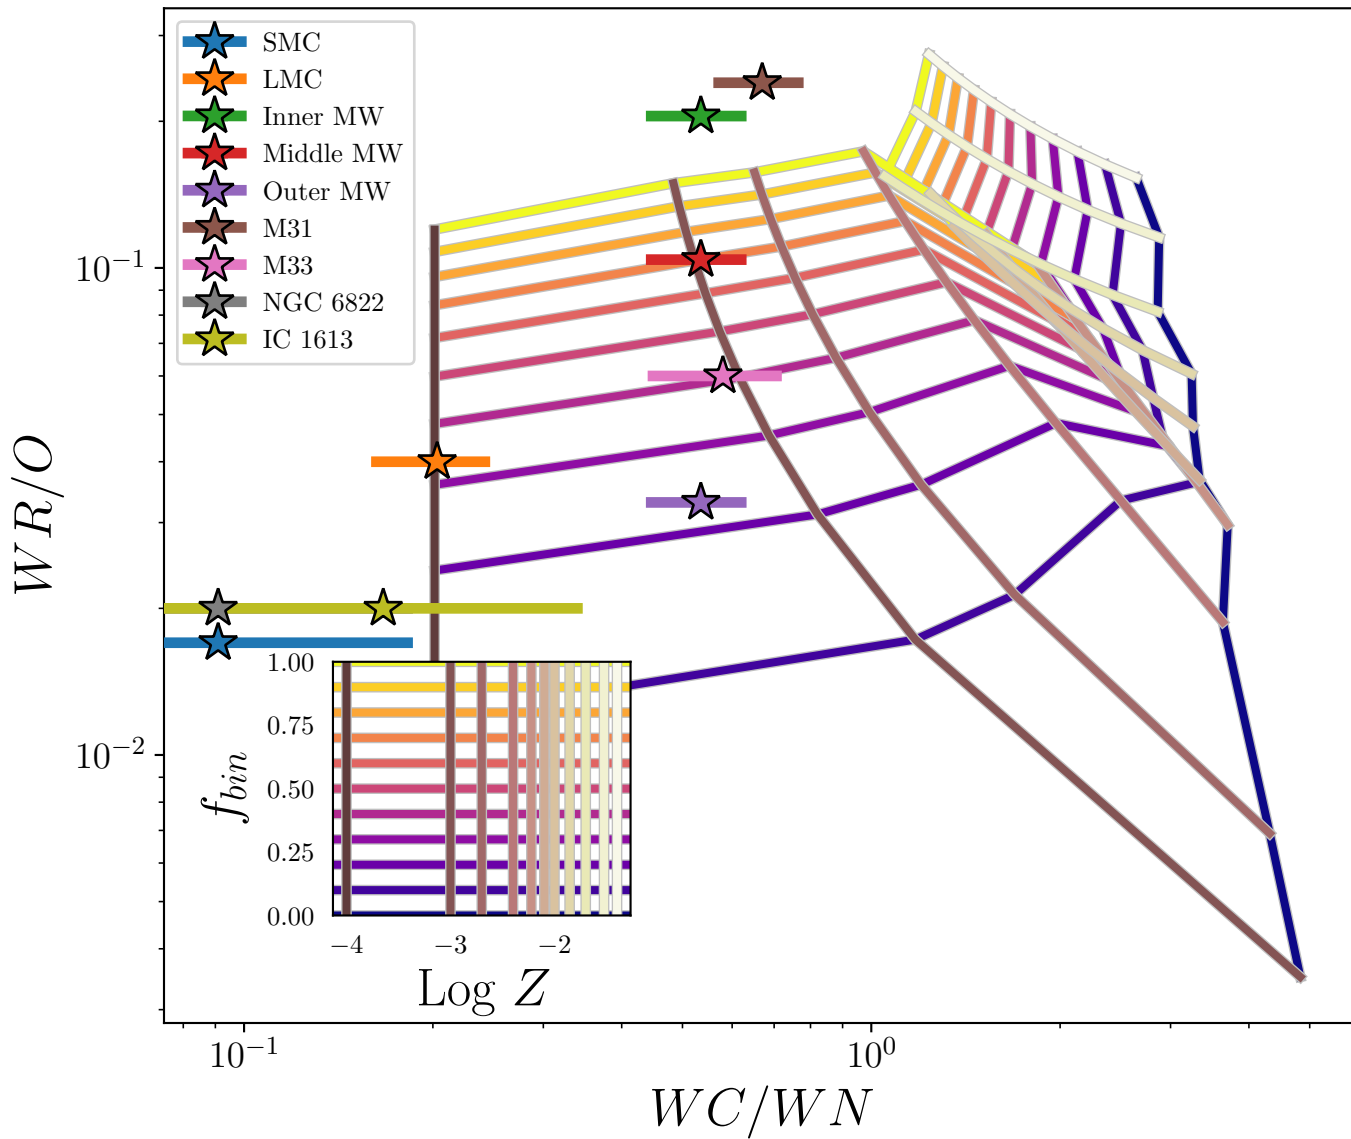 SMC
LMC
Inner MW
Middle MW
Outer MW
M31
M33
NGC 6822
IC 1613
10⁻¹
10⁻²
WR/O
1.00
0.75
0.50
0.25
0.00
f_bin
−4 −3 −2
Log Z
10⁻¹ 10⁰
WC/WN